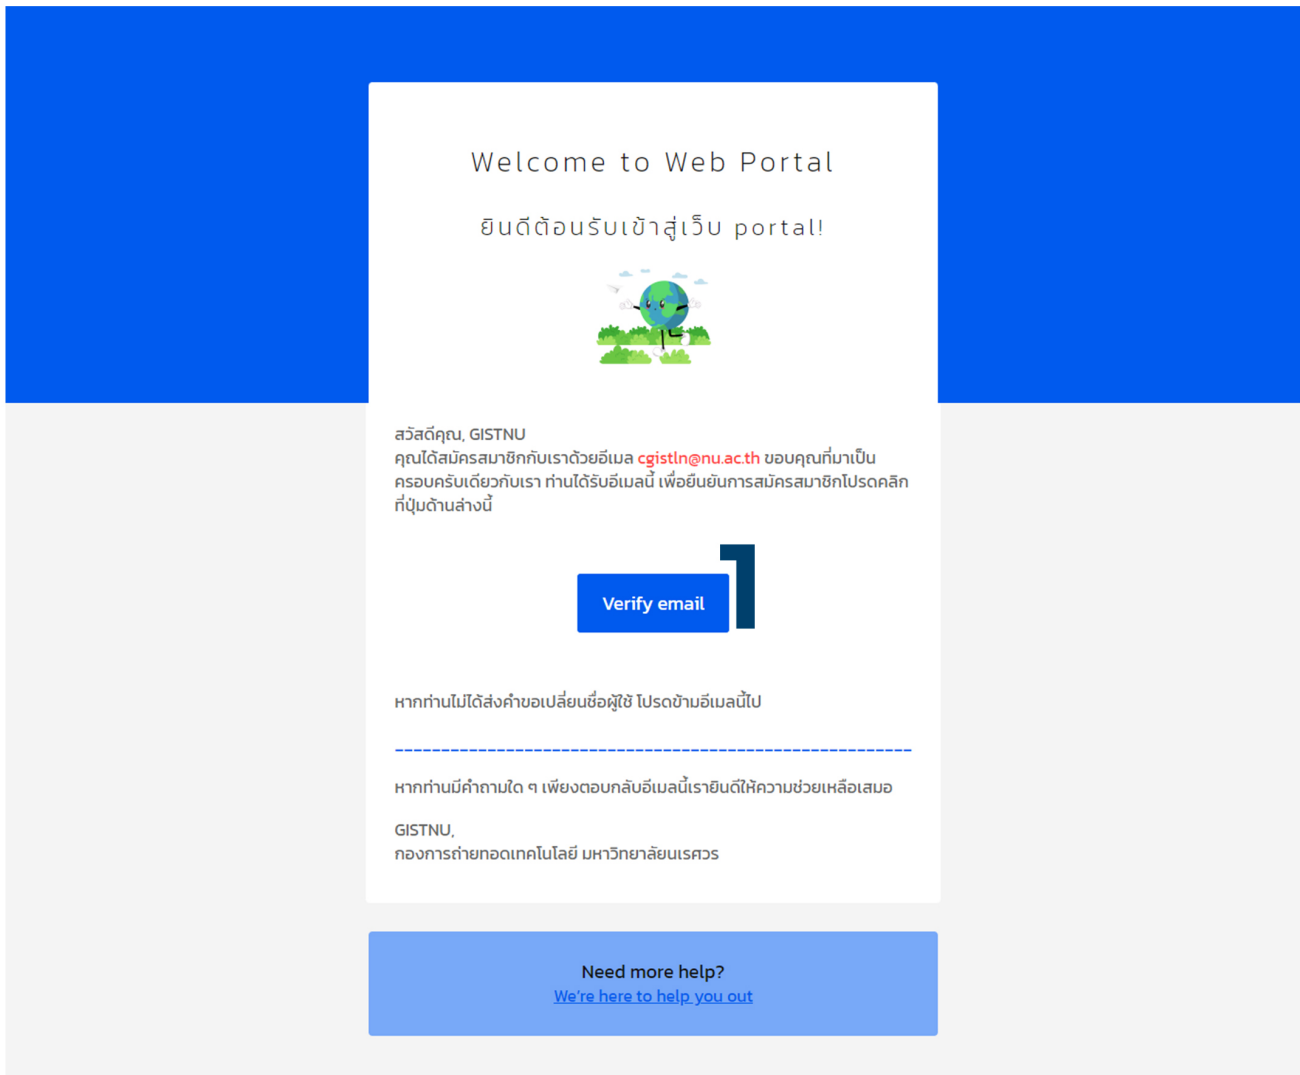 Welcome to Web Portal
ยินดีต้อนรับเข้าสู่เว็บ portal!
สวัสดีคุณ, GISTNU
คุณได้สมัครสมาชิกกับเราด้วยอีเมล cgistln@nu.ac.th ขอบคุณที่มาเป็น
ครอบครับเดียวกับเรา ท่านได้รับอีเมลนี้ เพื่อยืนยันการสมัครสมาชิกโปรดคลิก
ที่ปุ่มด้านล่างนี้
1
Verify email
หากท่านไม่ได้ส่งคำขอเปลี่ยนชื่อผู้ใช้ โปรดข้ามอีเมลนี้ไป
หากท่านมีคำถามใด ๆ เพียงตอบกลับอีเมลนี้เรายินดีให้ความช่วยเหลือเสมอ
GISTNU,
กองการถ่ายทอดเทคโนโลยี มหาวิทยาลัยนเรศวร
Need more help?
We're here to help you out